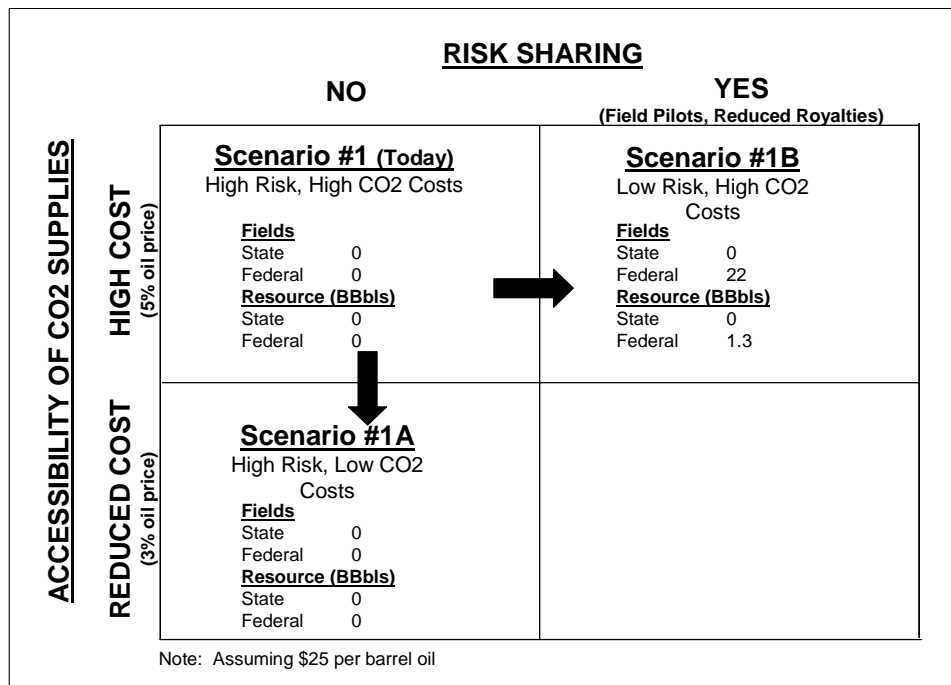 RISK SHARING
NO
YES
(Field Pilots, Reduced Royalties)
ACCESSIBILITY OF CO2 SUPPLIES
HIGH COST
(5% oil price)
Scenario #1 (Today)
High Risk, High CO2 Costs
Fields
State 0
Federal 0
Resource (BBbls)
State 0
Federal 0
Scenario #1B
Low Risk, High CO2
Costs
Fields
State 0
Federal 22
Resource (BBbls)
State 0
Federal 1.3
REDUCED COST
(3% oil price)
Scenario #1A
High Risk, Low CO2
Costs
Fields
State 0
Federal 0
Resource (BBbls)
State 0
Federal 0
Note: Assuming $25 per barrel oil